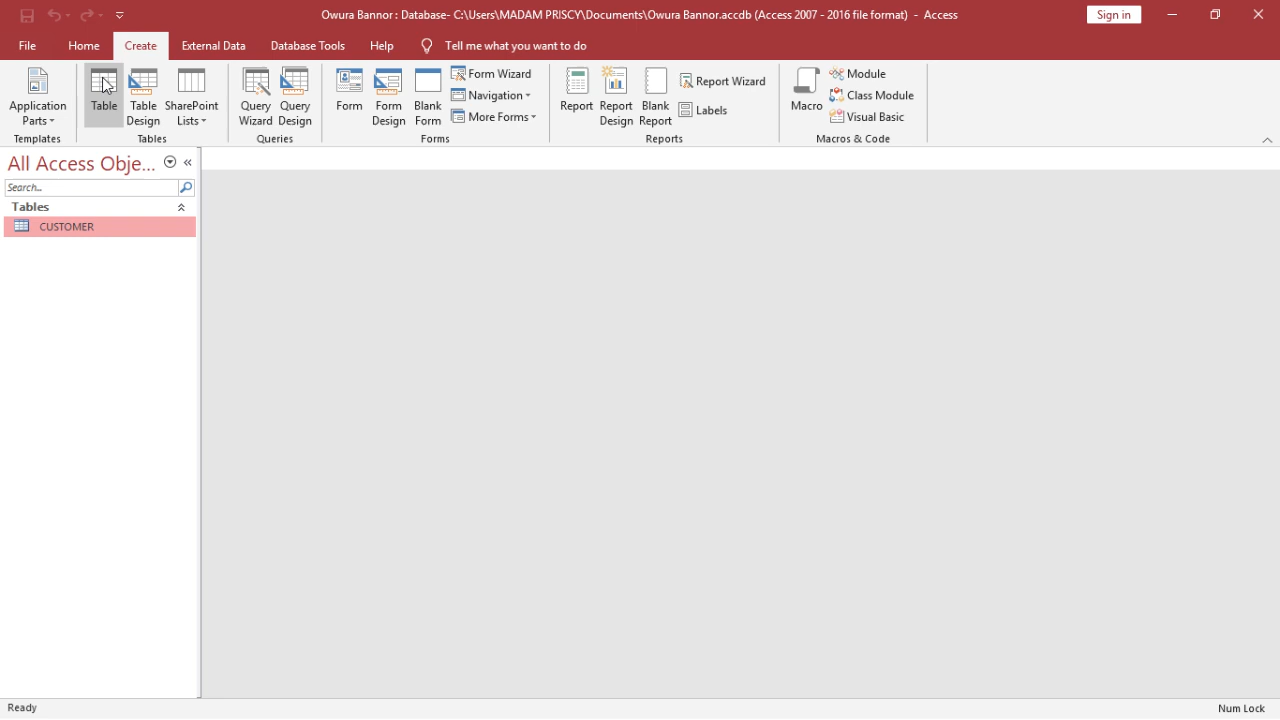 Owura Bannor : Database- C:\Users\MADAM PRISCY\Documents\Owura Bannor.accdb (Access 2007 - 2016 file format) - Access
Sign in
File Home Create External Data Database Tools Help Tell me what you want to do
Application Parts
Table
Table Design
SharePoint Lists
Query Wizard
Query Design
Form
Form Design
Blank Form
Form Wizard
Navigation
More Forms
Report
Report Design
Blank Report
Report Wizard
Labels
Macro
Module
Class Module
Visual Basic
Templates Tables Queries Forms Reports Macros & Code
All Access Obje...
Search...
Tables
CUSTOMER
Ready
Num Lock